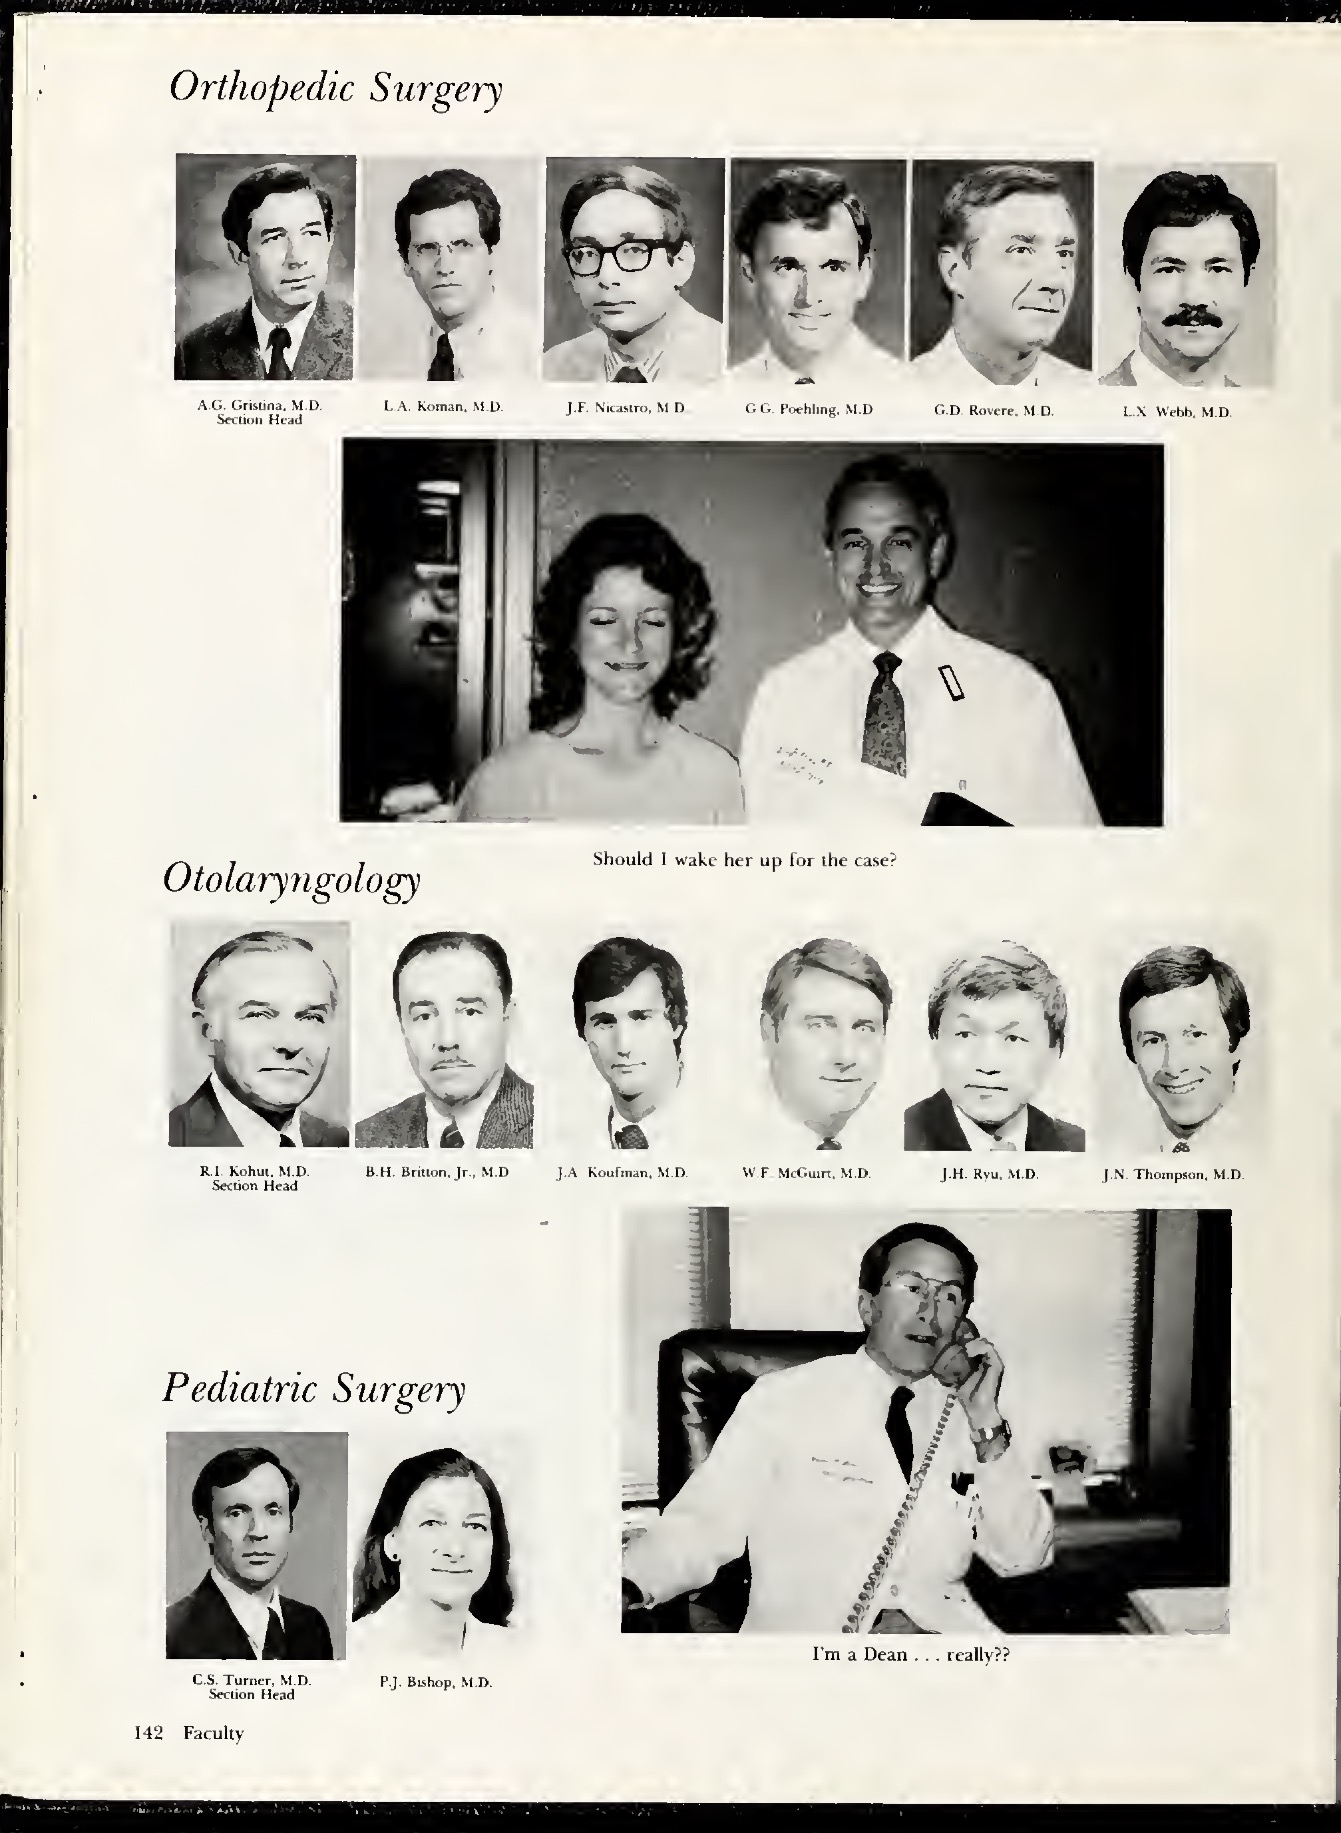 Orthopedic Surgery
A.G. Gristina, M.D.
Section Head
L.A. Koman, M.D.
J.F. Nicastro, M D
G G. Poehling, M.D
G.D. Rovere, M.D.
L.X Webb, M.D.
Should I wake her up for the case?
Otolaryngology
R.I. Kohut, M.D.
Section Head
B.H. Britton, Jr., M.D
J.A Koufman, M.D.
W F. McGuirt, M.D.
J.H. Ryu, M.D.
J.N. Thompson, M.D.
Pediatric Surgery
C.S. Turner, M.D.
Section Head
P.J. Bishop, M.D.
I'm a Dean . . . really??
142 Faculty